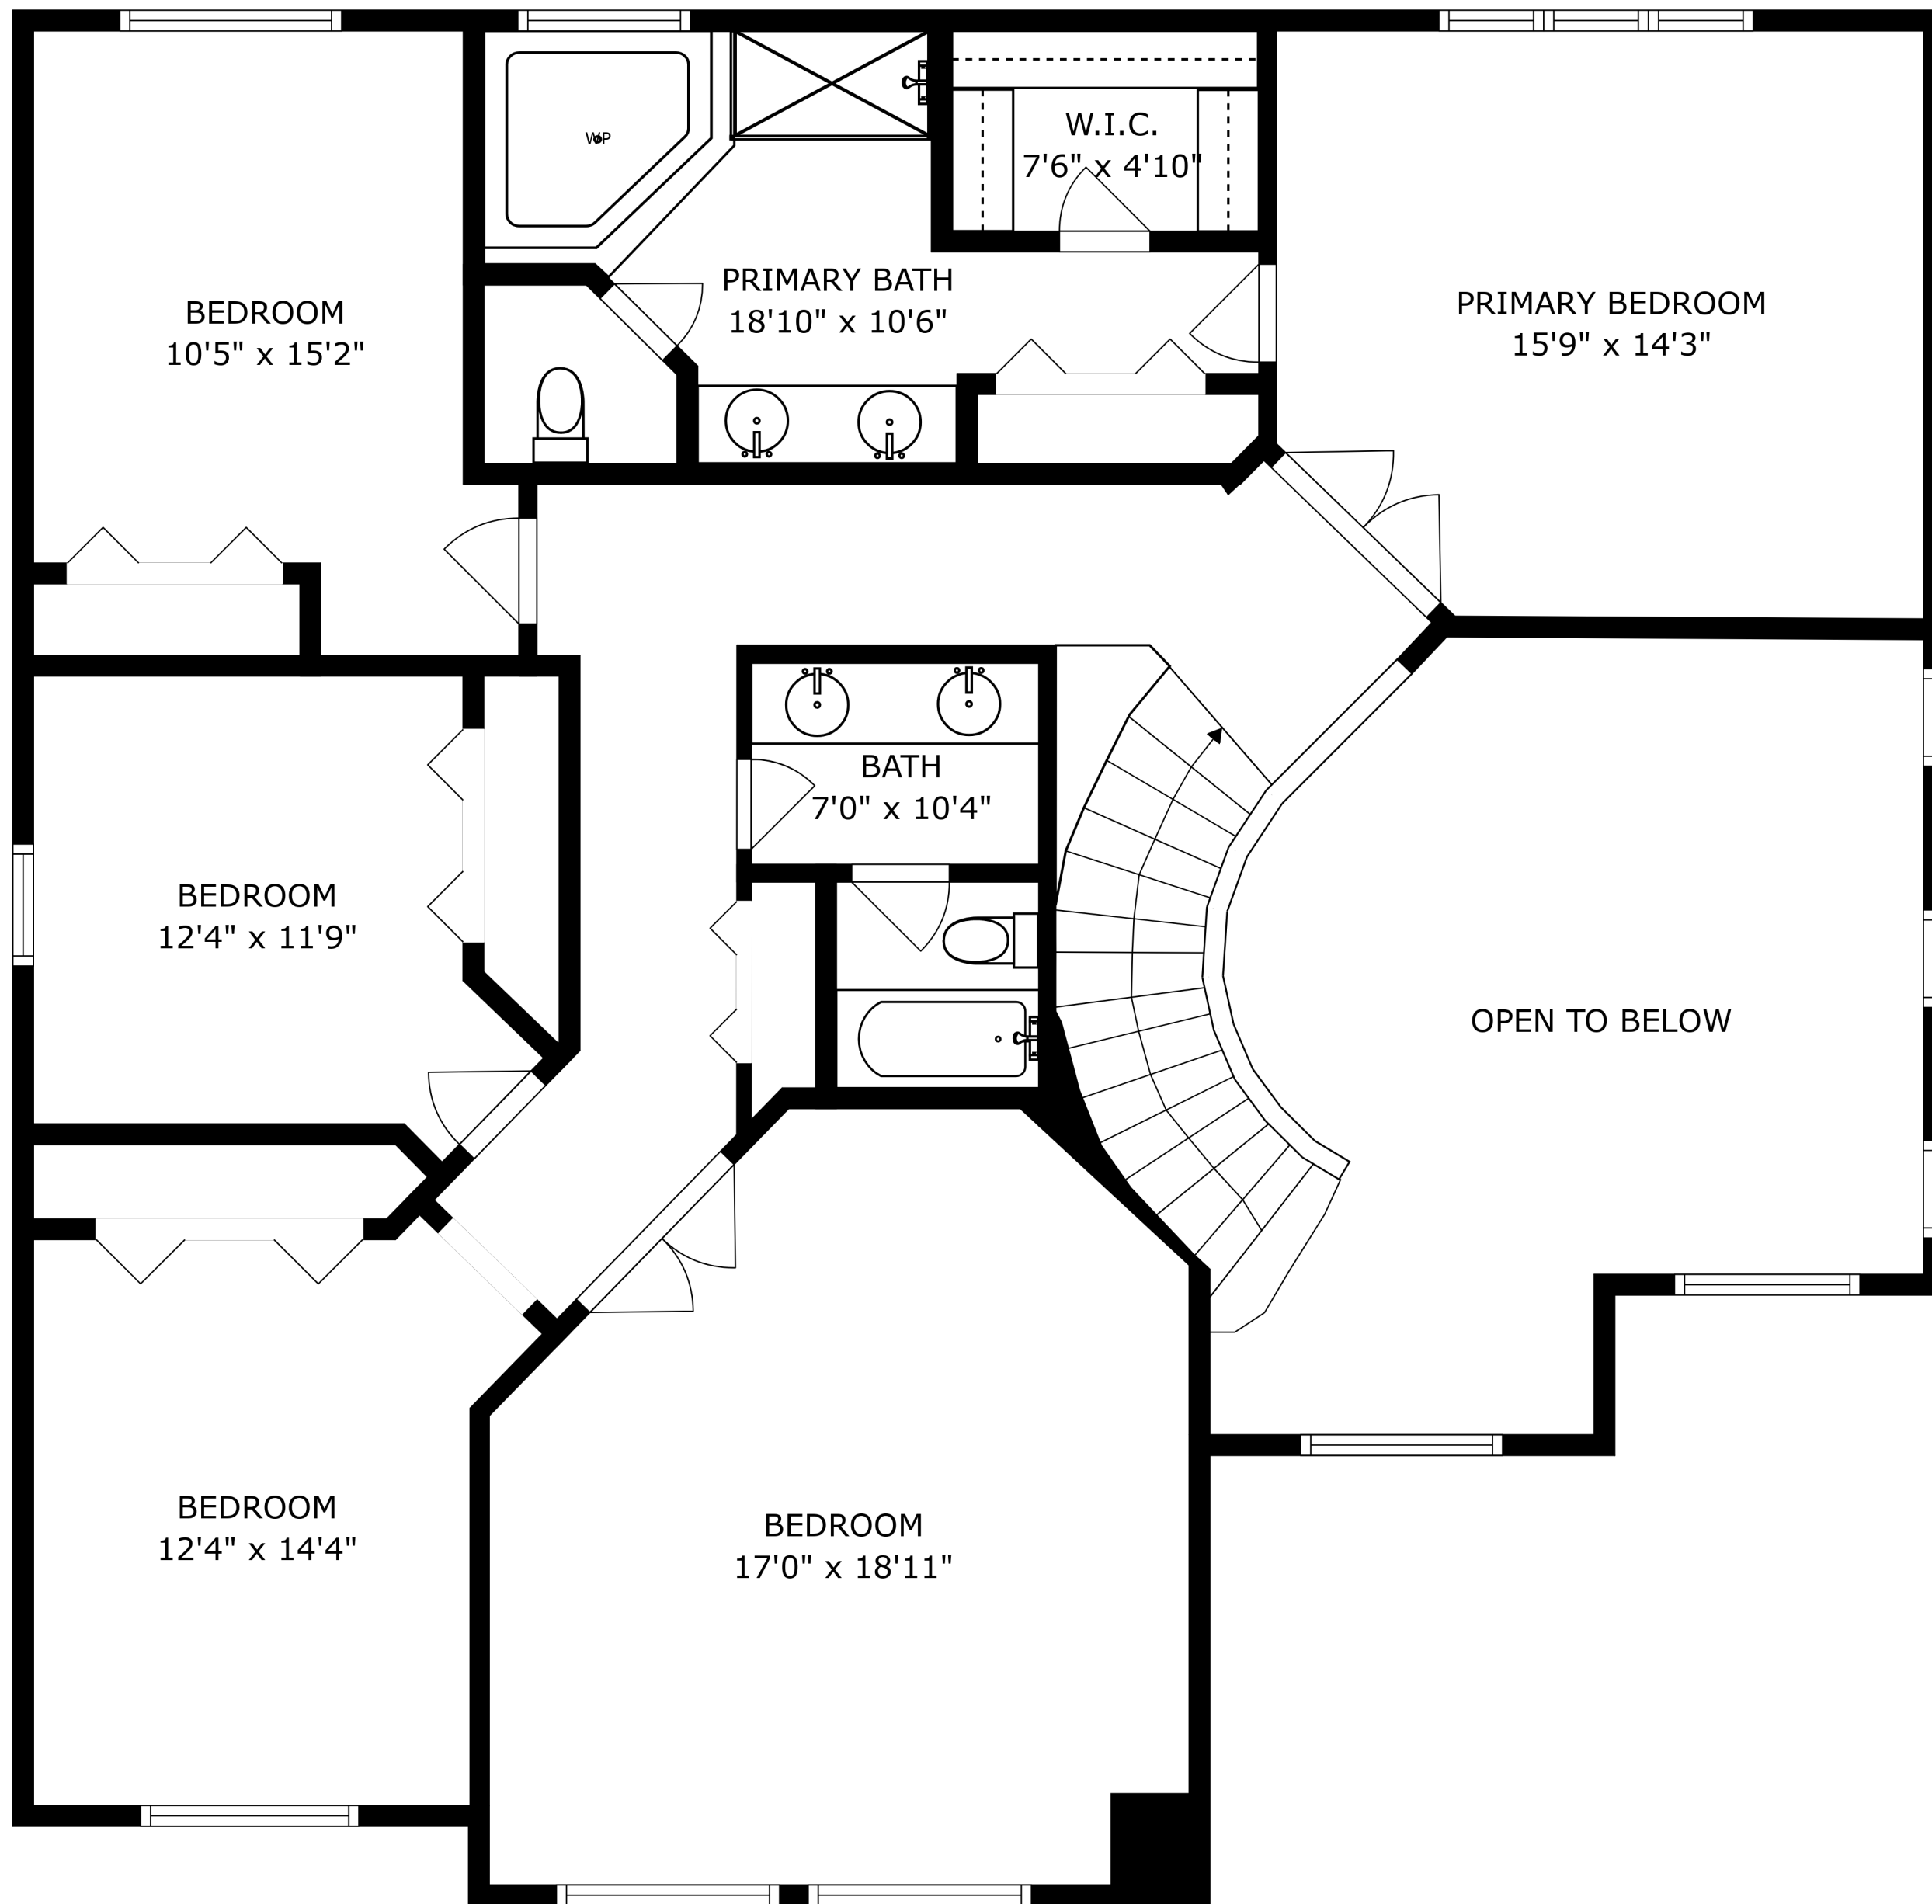 WP
W.I.C.
7'6" x 4'10"
PRIMARY BATH
18'10" x 10'6"
BEDROOM
10'5" x 15'2"
PRIMARY BEDROOM
15'9" x 14'3"
BATH
7'0" x 10'4"
BEDROOM
12'4" x 11'9"
OPEN TO BELOW
BEDROOM
12'4" x 14'4"
BEDROOM
17'0" x 18'11"